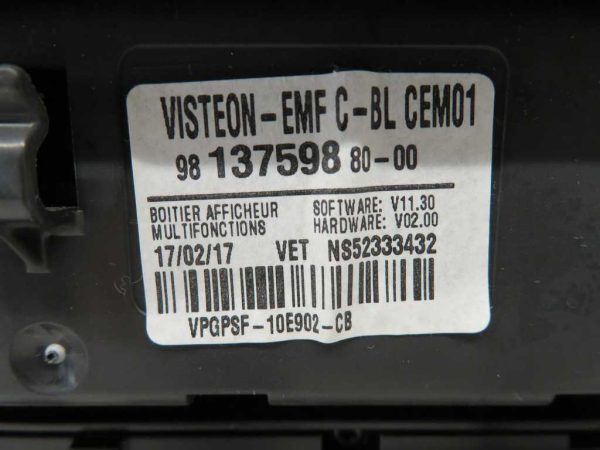 VISTEON-EMF C-BL CEM01
98 137598 80-00
BOITIER AFFICHEUR SOFTWARE: V11.30
MULTIFONCTIONS HARDWARE: V02.00
17/02/17 VET NS52333432
VPGPSF-10E902-CB